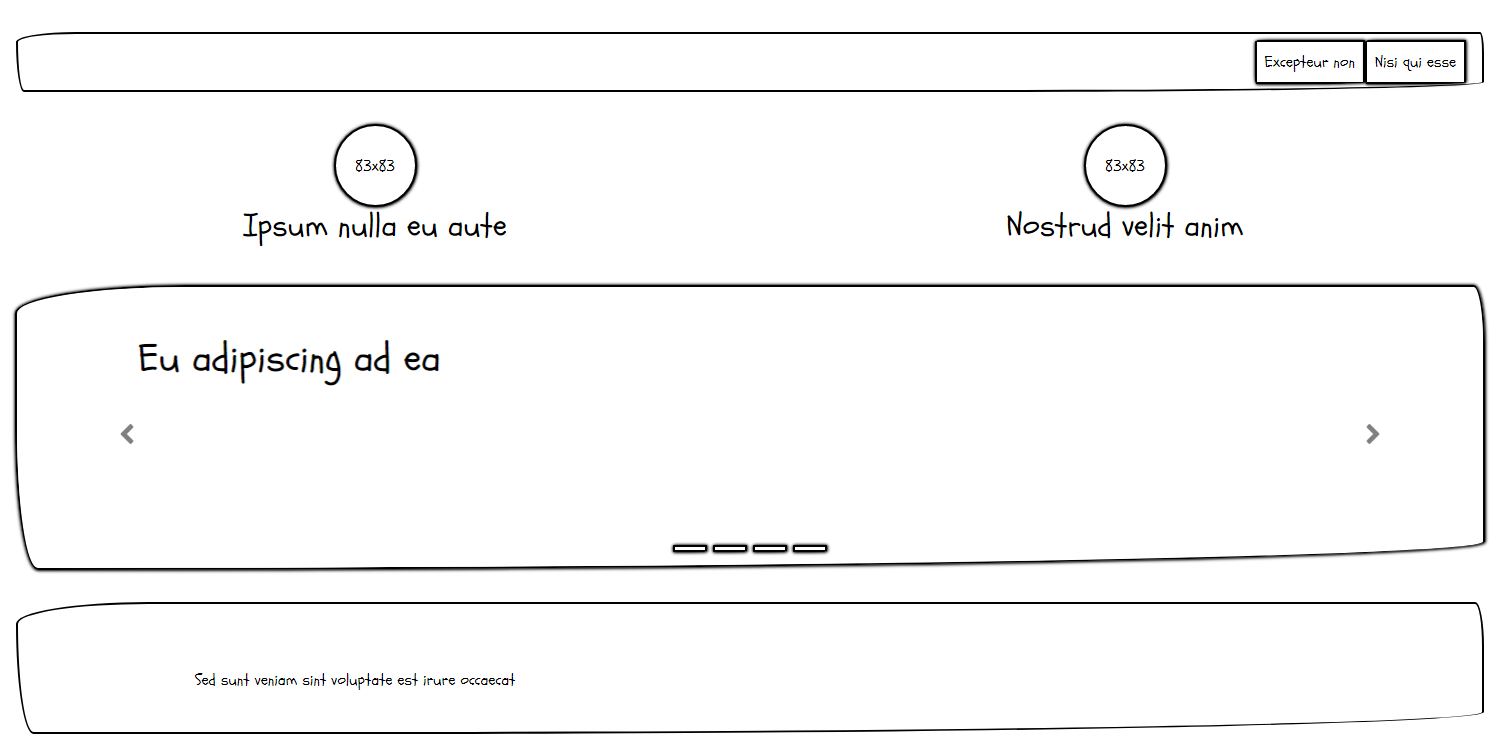 Excepteur non
Nisi qui esse
83x83
83x83
Ipsum nulla eu aute
Nostrud velit anim
Eu adipiscing ad ea
Sed sunt veniam sint voluptate est irure occaecat